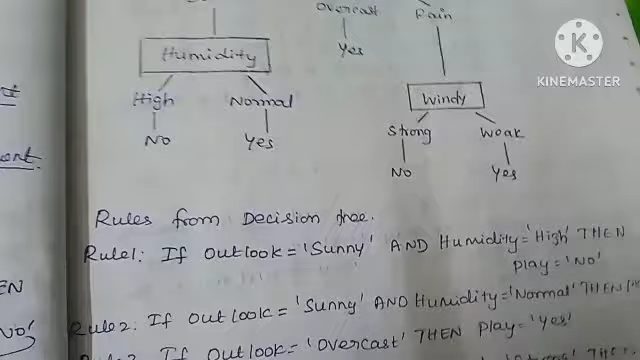 Overcast
Rain
Humidity
Yes
High
Normal
Windy
No
Yes
Strong
Weak
No
Yes
Rules from Decision tree.
Rule1: If Outlook='Sunny' AND Humidity='High' THEN
play='No'
Rule2: If Outlook='Sunny' AND Humidity='Normal' THEN
If Outlook='Overcast' THEN Play='Yes'
No'
KINEMASTER